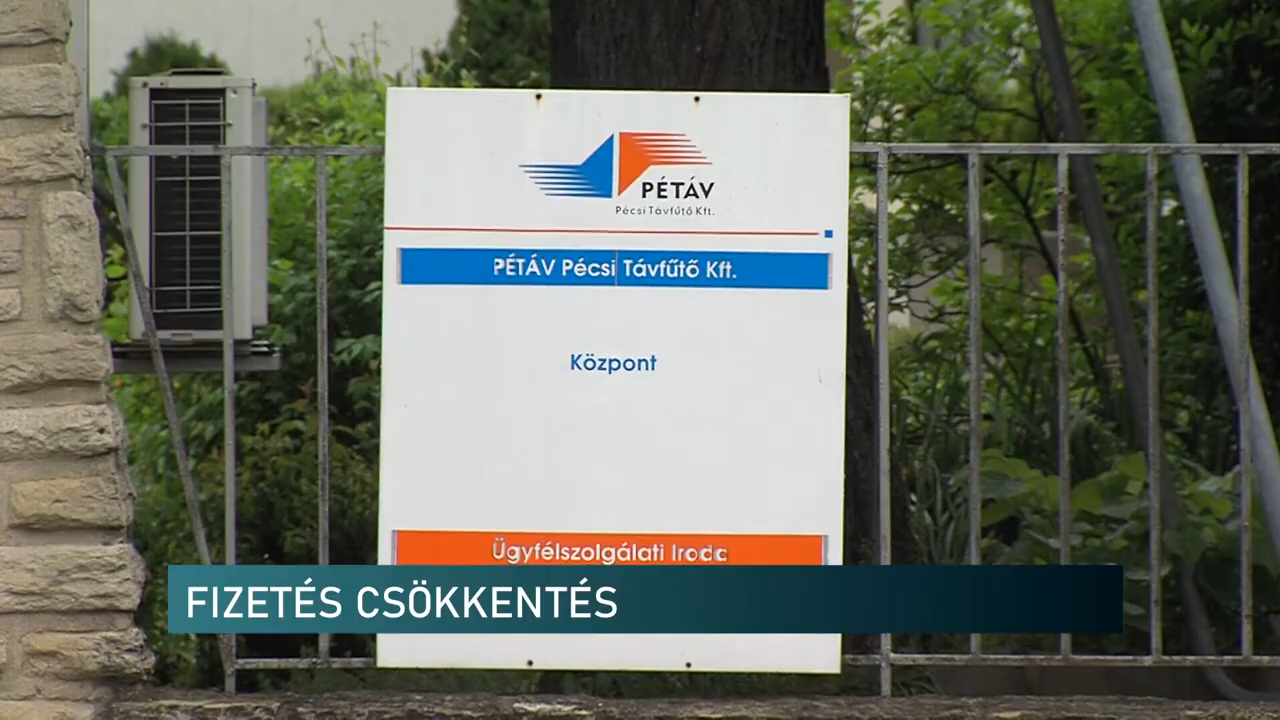 PÉTÁV
Pécsi Távfűtő Kft.
PÉTÁV Pécsi Távfűtő Kft.
Központ
Ügyfélszolgálati Iroda
FIZETÉS CSÖKKENTÉS